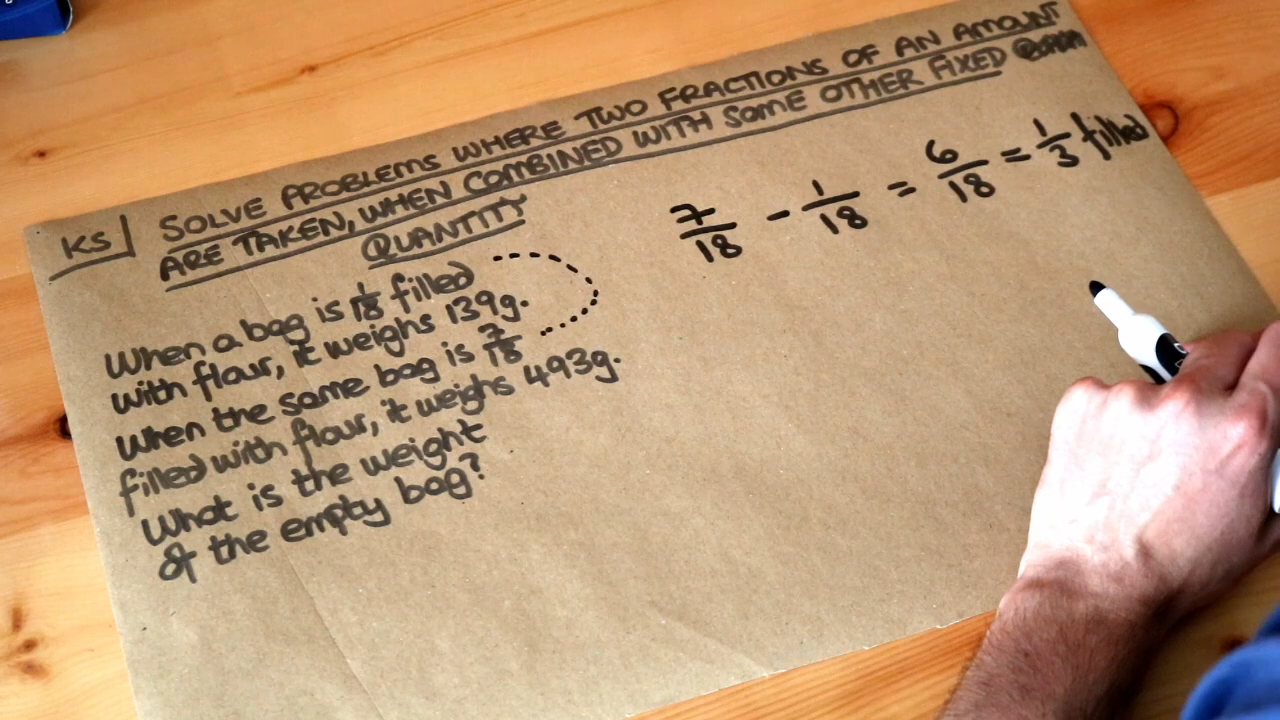 KS1 SOLVE PROBLEMS WHERE TWO FRACTIONS OF AN AMOUNT
ARE TAKEN, WHEN COMBINED WITH SOME OTHER FIXED
QUANTITY
When a bag is 1/18 filled
with flour, it weighs 139g.
When the same bag is 7/18
filled with flour, it weighs 493g.
What is the weight
of the empty bag?
7/18 - 1/18 = 6/18 = 1/3 filled